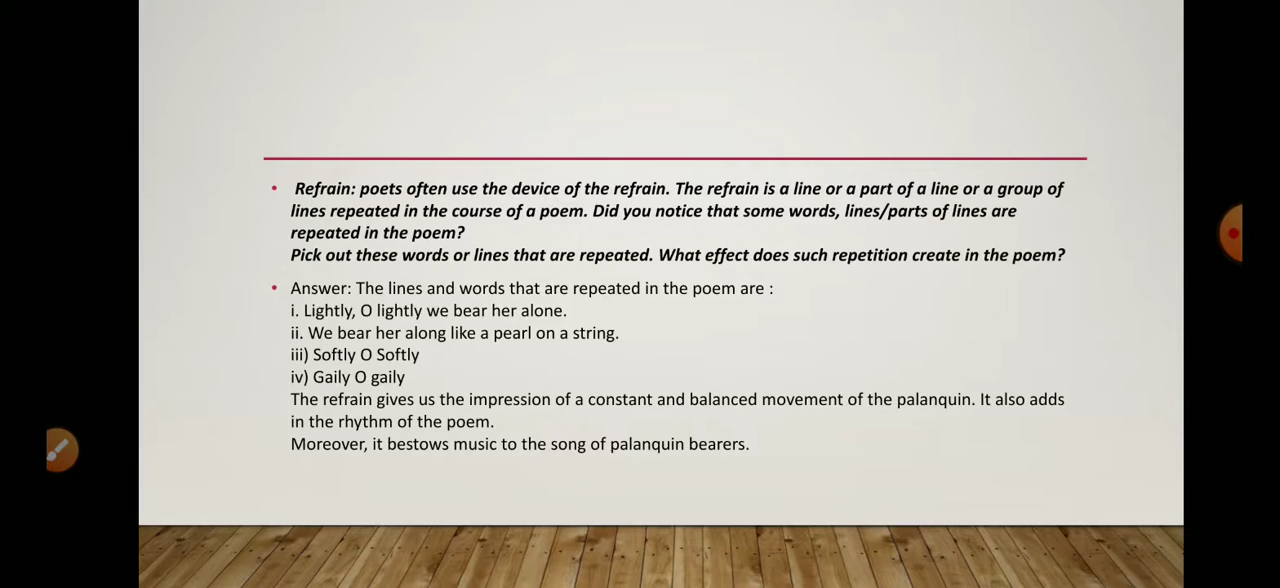 Refrain: poets often use the device of the refrain. The refrain is a line or a part of a line or a group of
lines repeated in the course of a poem. Did you notice that some words, lines/parts of lines are
repeated in the poem?
Pick out these words or lines that are repeated. What effect does such repetition create in the poem?
Answer: The lines and words that are repeated in the poem are :
i. Lightly, O lightly we bear her alone.
ii. We bear her along like a pearl on a string.
iii) Softly O Softly
iv) Gaily O gaily
The refrain gives us the impression of a constant and balanced movement of the palanquin. It also adds
in the rhythm of the poem.
Moreover, it bestows music to the song of palanquin bearers.